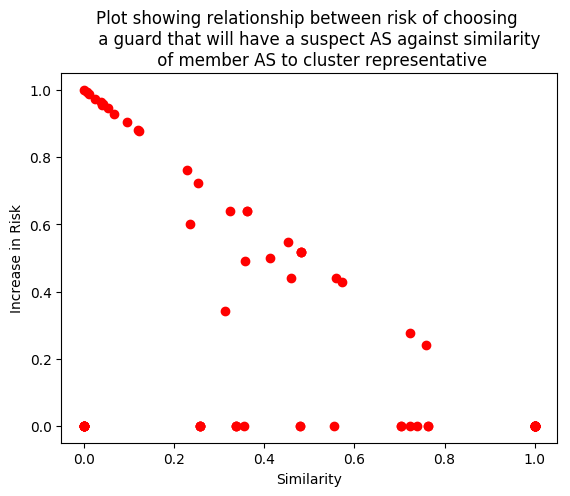 Plot showing relationship between risk of choosing
a guard that will have a suspect AS against similarity
of member AS to cluster representative
1.0
0.8
0.6
0.4
0.2
0.0
Increase in Risk
0.0 0.2 0.4 0.6 0.8 1.0
Similarity